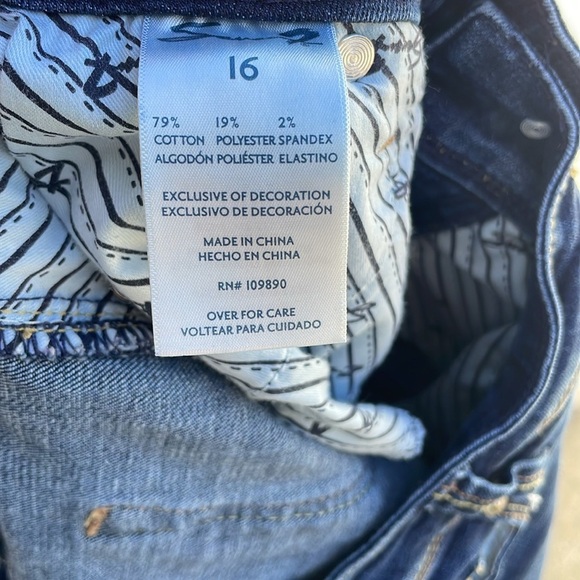 16
79% 19% 2%
COTTON POLYESTER SPANDEX
ALGODÓN POLIÉSTER ELASTINO
EXCLUSIVE OF DECORATION
EXCLUSIVO DE DECORACIÓN
MADE IN CHINA
HECHO EN CHINA
RN# 109890
OVER FOR CARE
VOLTEAR PARA CUIDADO